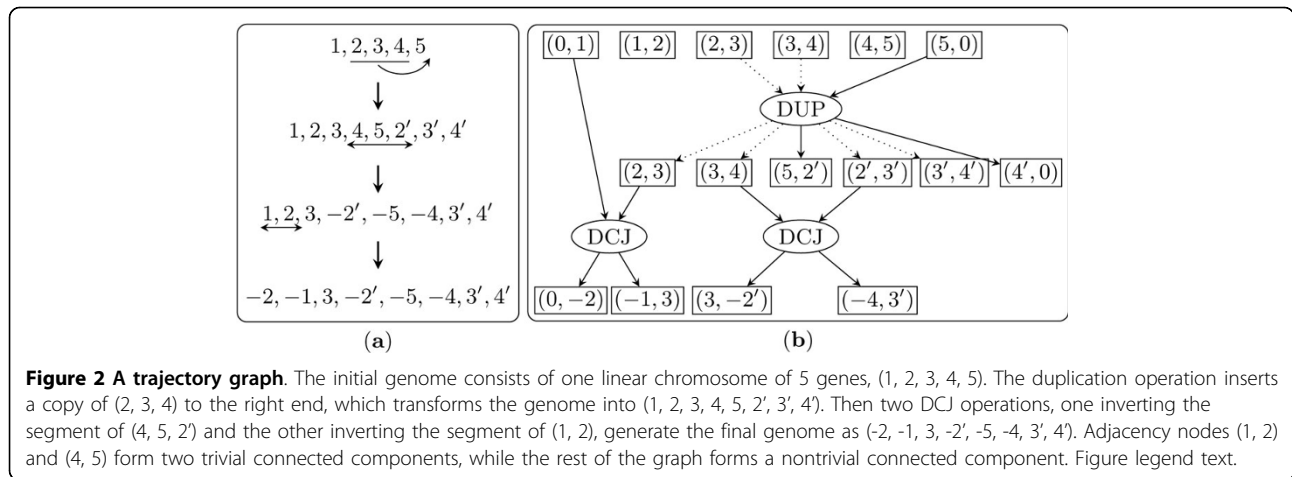 1, 2, 3, 4, 5
1, 2, 3, 4, 5, 2′, 3′, 4′
1, 2, 3, −2′, −5, −4, 3′, 4′
−2, −1, 3, −2′, −5, −4, 3′, 4′
(a)
(0, 1) (1, 2) (2, 3) (3, 4) (4, 5) (5, 0)
DUP
(2, 3) (3, 4) (5, 2′) (2′, 3′) (3′, 4′) (4′, 0)
DCJ DCJ
(0, −2) (−1, 3) (3, −2′) (−4, 3′)
(b)
Figure 2 A trajectory graph. The initial genome consists of one linear chromosome of 5 genes, (1, 2, 3, 4, 5). The duplication operation inserts
a copy of (2, 3, 4) to the right end, which transforms the genome into (1, 2, 3, 4, 5, 2′, 3′, 4′). Then two DCJ operations, one inverting the
segment of (4, 5, 2′) and the other inverting the segment of (1, 2), generate the final genome as (-2, -1, 3, -2′, -5, -4, 3′, 4′). Adjacency nodes (1, 2)
and (4, 5) form two trivial connected components, while the rest of the graph forms a nontrivial connected component. Figure legend text.